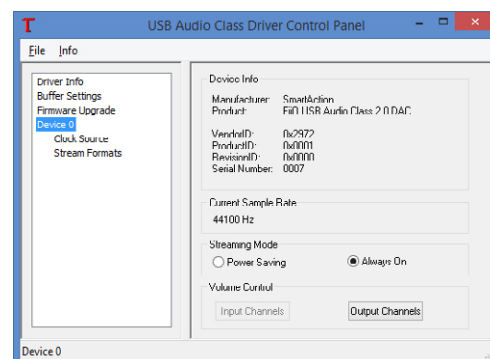 T
USB Audio Class Driver Control Panel
File Info
Driver Info
Buffer Settings
Firmware Upgrade
Device 0
Clock Source
Stream Formats
Device Info
Manufacturer: SmartAction
Product: FiiO USB Audio Class 2.0 DAC
VendorID: 0x2972
ProductID: 0x0001
RevisionID: 0x0000
Serial Number: 0007
Current Sample Rate
44100 Hz
Streaming Mode
Power Saving Always On
Volume Control
Input Channels Output Channels
Device 0